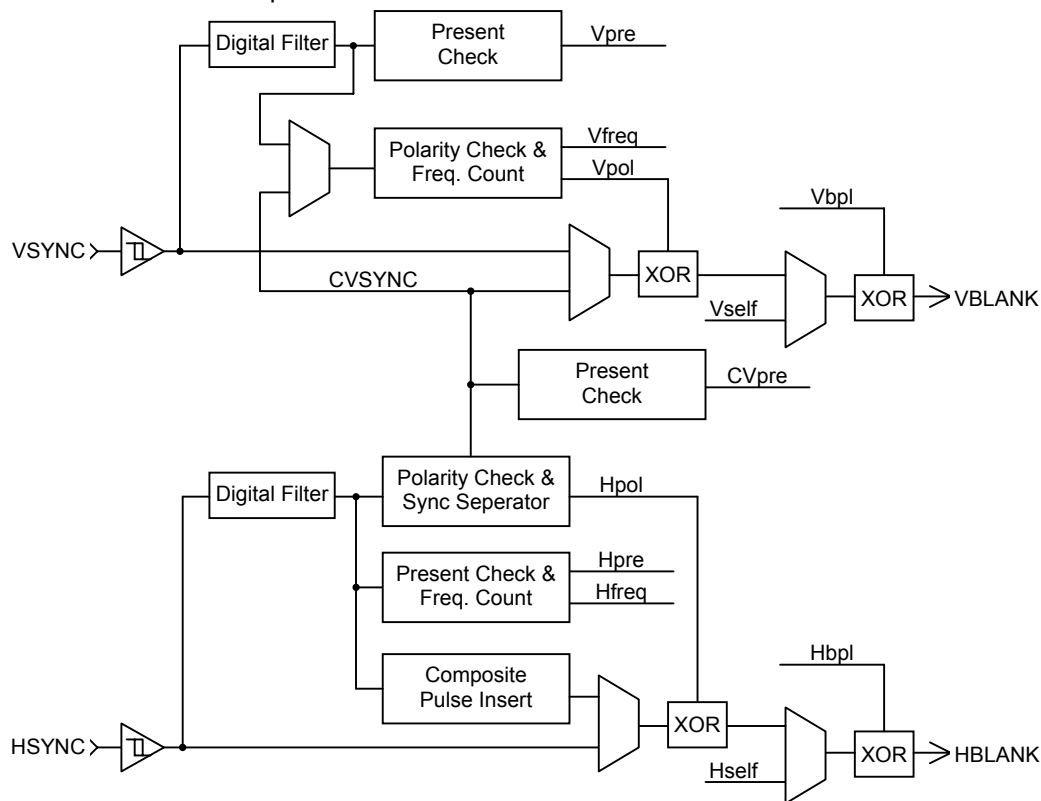 Digital Filter
Present
Check
Vpre
Polarity Check &
Freq. Count
Vfreq
Vpol
Vbpl
VSYNC
XOR
CVSYNC
Vself
XOR
VBLANK
Present
Check
CVpre
Digital Filter
Polarity Check &
Sync Seperator
Hpol
Present Check &
Freq. Count
Hpre
Hfreq
Composite
Pulse Insert
Hbpl
XOR
HSYNC
Hself
XOR
HBLANK